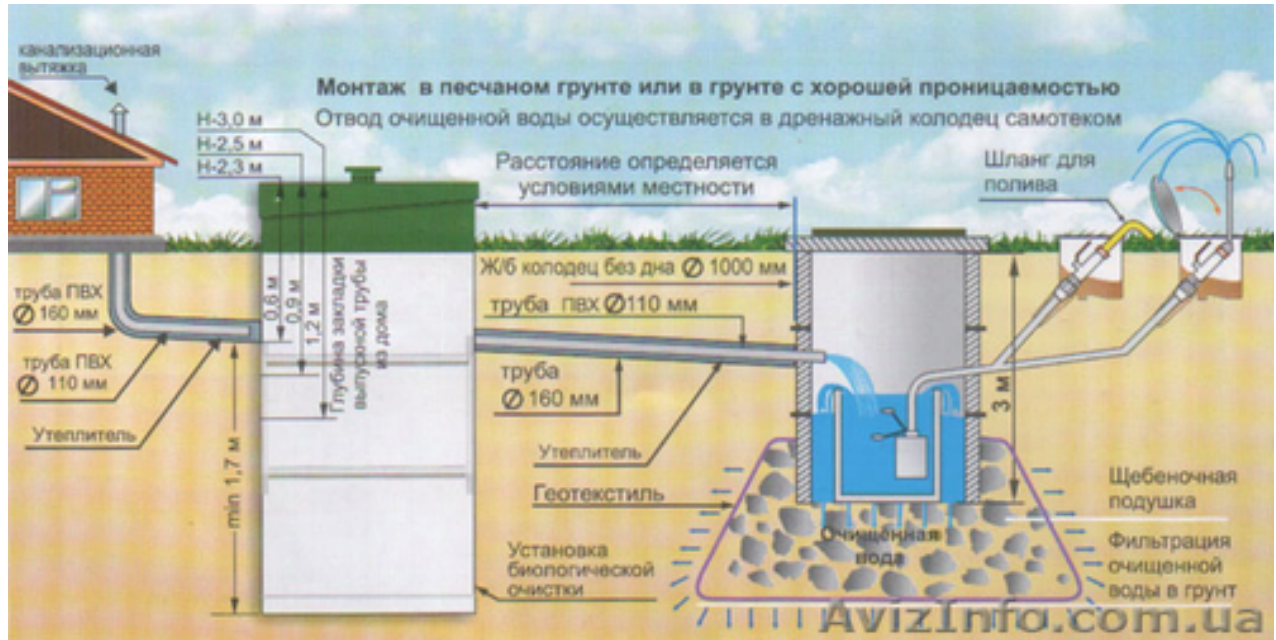 канализационная
вытяжка
Монтаж в песчаном грунте или в грунте с хорошей проницаемостью
Отвод очищенной воды осуществляется в дренажный колодец самотеком
Н-3,0 м
Н-2,5 м
Н-2,3 м
Расстояние определяется
условиями местности
Шланг для
полива
Ж/б колодец без дна Ø 1000 мм
труба ПВХ
Ø 160 мм
труба ПВХ
Ø 110 мм
Утеплитель
0,6 м
0,9 м
1,2 м
Глубина закладки
выпускной трубы
из дома
min 1,7 м
труба ПВХ Ø110 мм
труба
Ø 160 мм
Утеплитель
Геотекстиль
Установка
биологической
очистки
3 м
Очищенная
вода
Щебеночная
подушка
Фильтрация
очищенной
воды в грунт
AvizInfo.com.ua